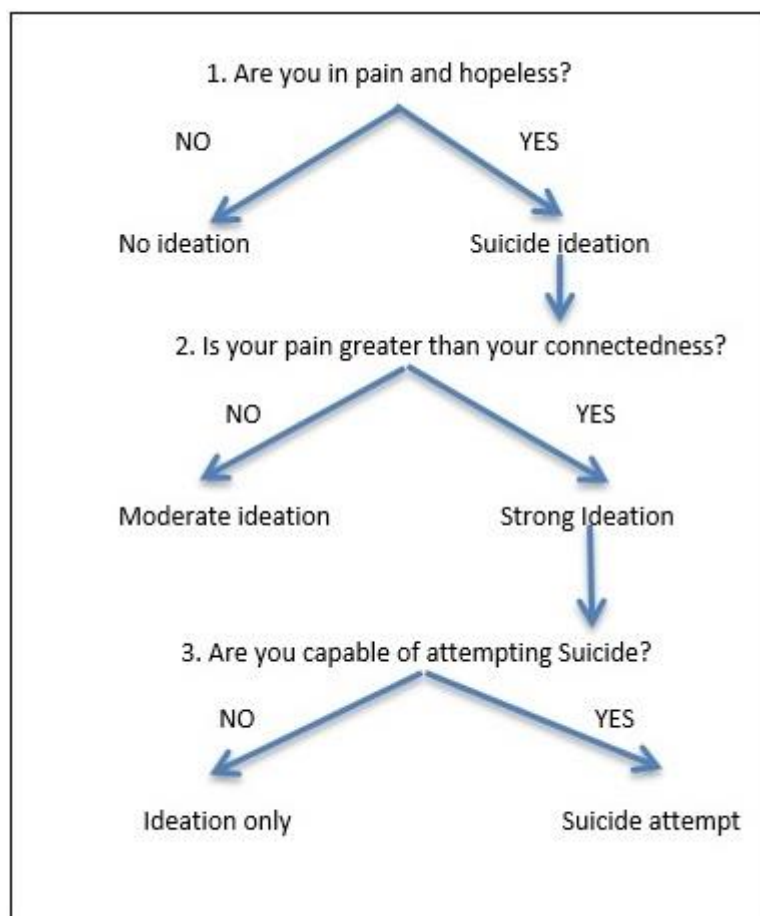 1. Are you in pain and hopeless?
NO
YES
No ideation
Suicide ideation
2. Is your pain greater than your connectedness?
NO
YES
Moderate ideation
Strong Ideation
3. Are you capable of attempting Suicide?
NO
YES
Ideation only
Suicide attempt